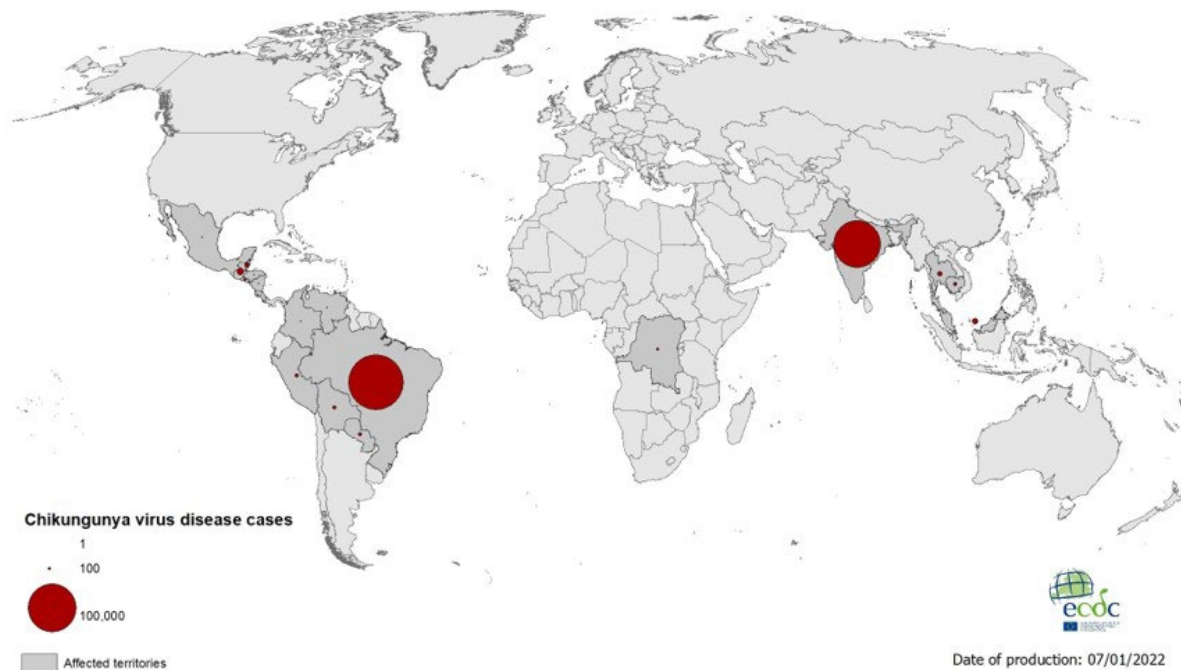 Chikungunya virus disease cases
1
100
100,000
Affected territories
ecdc
Date of production: 07/01/2022